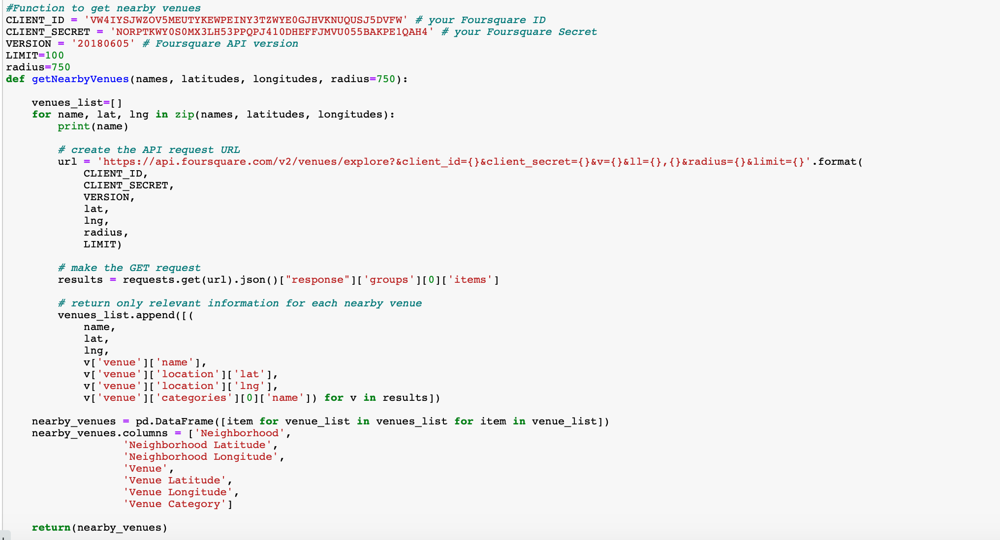 #Function to get nearby venues
CLIENT_ID = 'VW4IYSJWZOV5MEUTYKEWPEINY3TZWYE0GJHVKNUQUSJ5DVFW' # your Foursquare ID
CLIENT_SECRET = 'NORPTKWY0S0MX3LH53PPQPJ410DHEFFJMVU055BAKPE1QAH4' # your Foursquare Secret
VERSION = '20180605' # Foursquare API version
LIMIT=100
radius=750
def getNearbyVenues(names, latitudes, longitudes, radius=750):
    venues_list=[]
    for name, lat, lng in zip(names, latitudes, longitudes):
        print(name)
        # create the API request URL
        url = 'https://api.foursquare.com/v2/venues/explore?&client_id={}&client_secret={}&v={}&ll={},{}&radius={}&limit={}'.format(
            CLIENT_ID,
            CLIENT_SECRET,
            VERSION,
            lat,
            lng,
            radius,
            LIMIT)
        # make the GET request
        results = requests.get(url).json()["response"]['groups'][0]['items']
        # return only relevant information for each nearby venue
        venues_list.append([(
            name,
            lat,
            lng,
            v['venue']['name'],
            v['venue']['location']['lat'],
            v['venue']['location']['lng'],
            v['venue']['categories'][0]['name']) for v in results])
    nearby_venues = pd.DataFrame([item for venue_list in venues_list for item in venue_list])
    nearby_venues.columns = ['Neighborhood',
                  'Neighborhood Latitude',
                  'Neighborhood Longitude',
                  'Venue',
                  'Venue Latitude',
                  'Venue Longitude',
                  'Venue Category']
    return(nearby_venues)